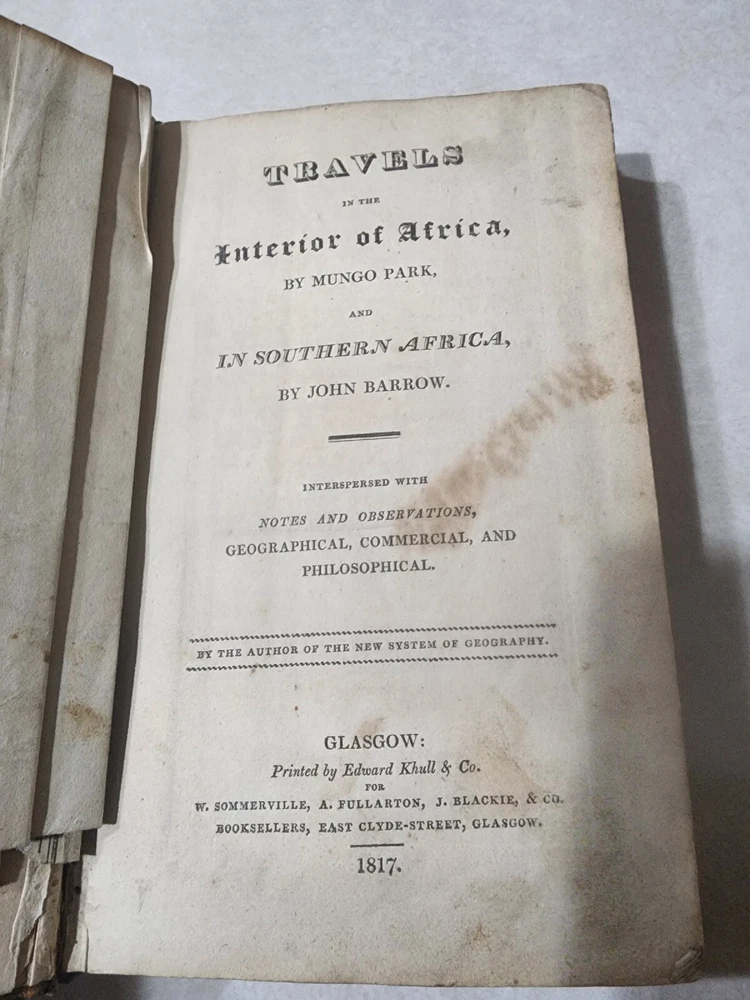 TRAVELS
IN THE
Interior of Africa,
BY MUNGO PARK,
AND
IN SOUTHERN AFRICA,
BY JOHN BARROW.
INTERSPERSED WITH
NOTES AND OBSERVATIONS,
GEOGRAPHICAL, COMMERCIAL, AND
PHILOSOPHICAL.
BY THE AUTHOR OF THE NEW SYSTEM OF GEOGRAPHY.
GLASGOW:
Printed by Edward Khull & Co.
FOR
W. SOMMERVILLE, A. FULLARTON, J. BLACKIE, & CO.
BOOKSELLERS, EAST CLYDE-STREET, GLASGOW.
1817.